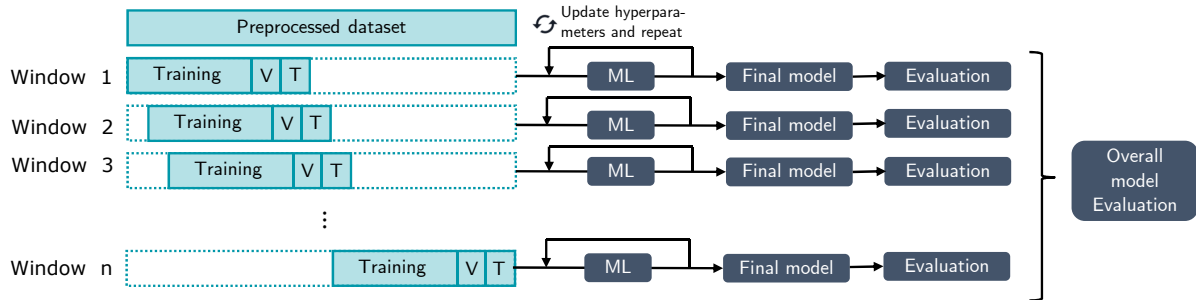 Preprocessed dataset
Update hyperpara-
meters and repeat
Window 1
Training V T
ML
Final model
Evaluation
Window 2
Training V T
ML
Final model
Evaluation
Window 3
Training V T
ML
Final model
Evaluation
⋮
Window n
Training V T
ML
Final model
Evaluation
Overall
model
Evaluation